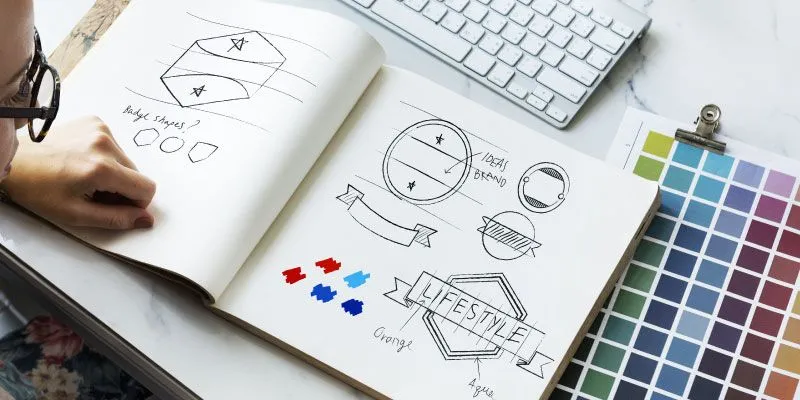 Badge shapes?
IDEAS
BRAND
LIFESTYLE
Orange
Aqua